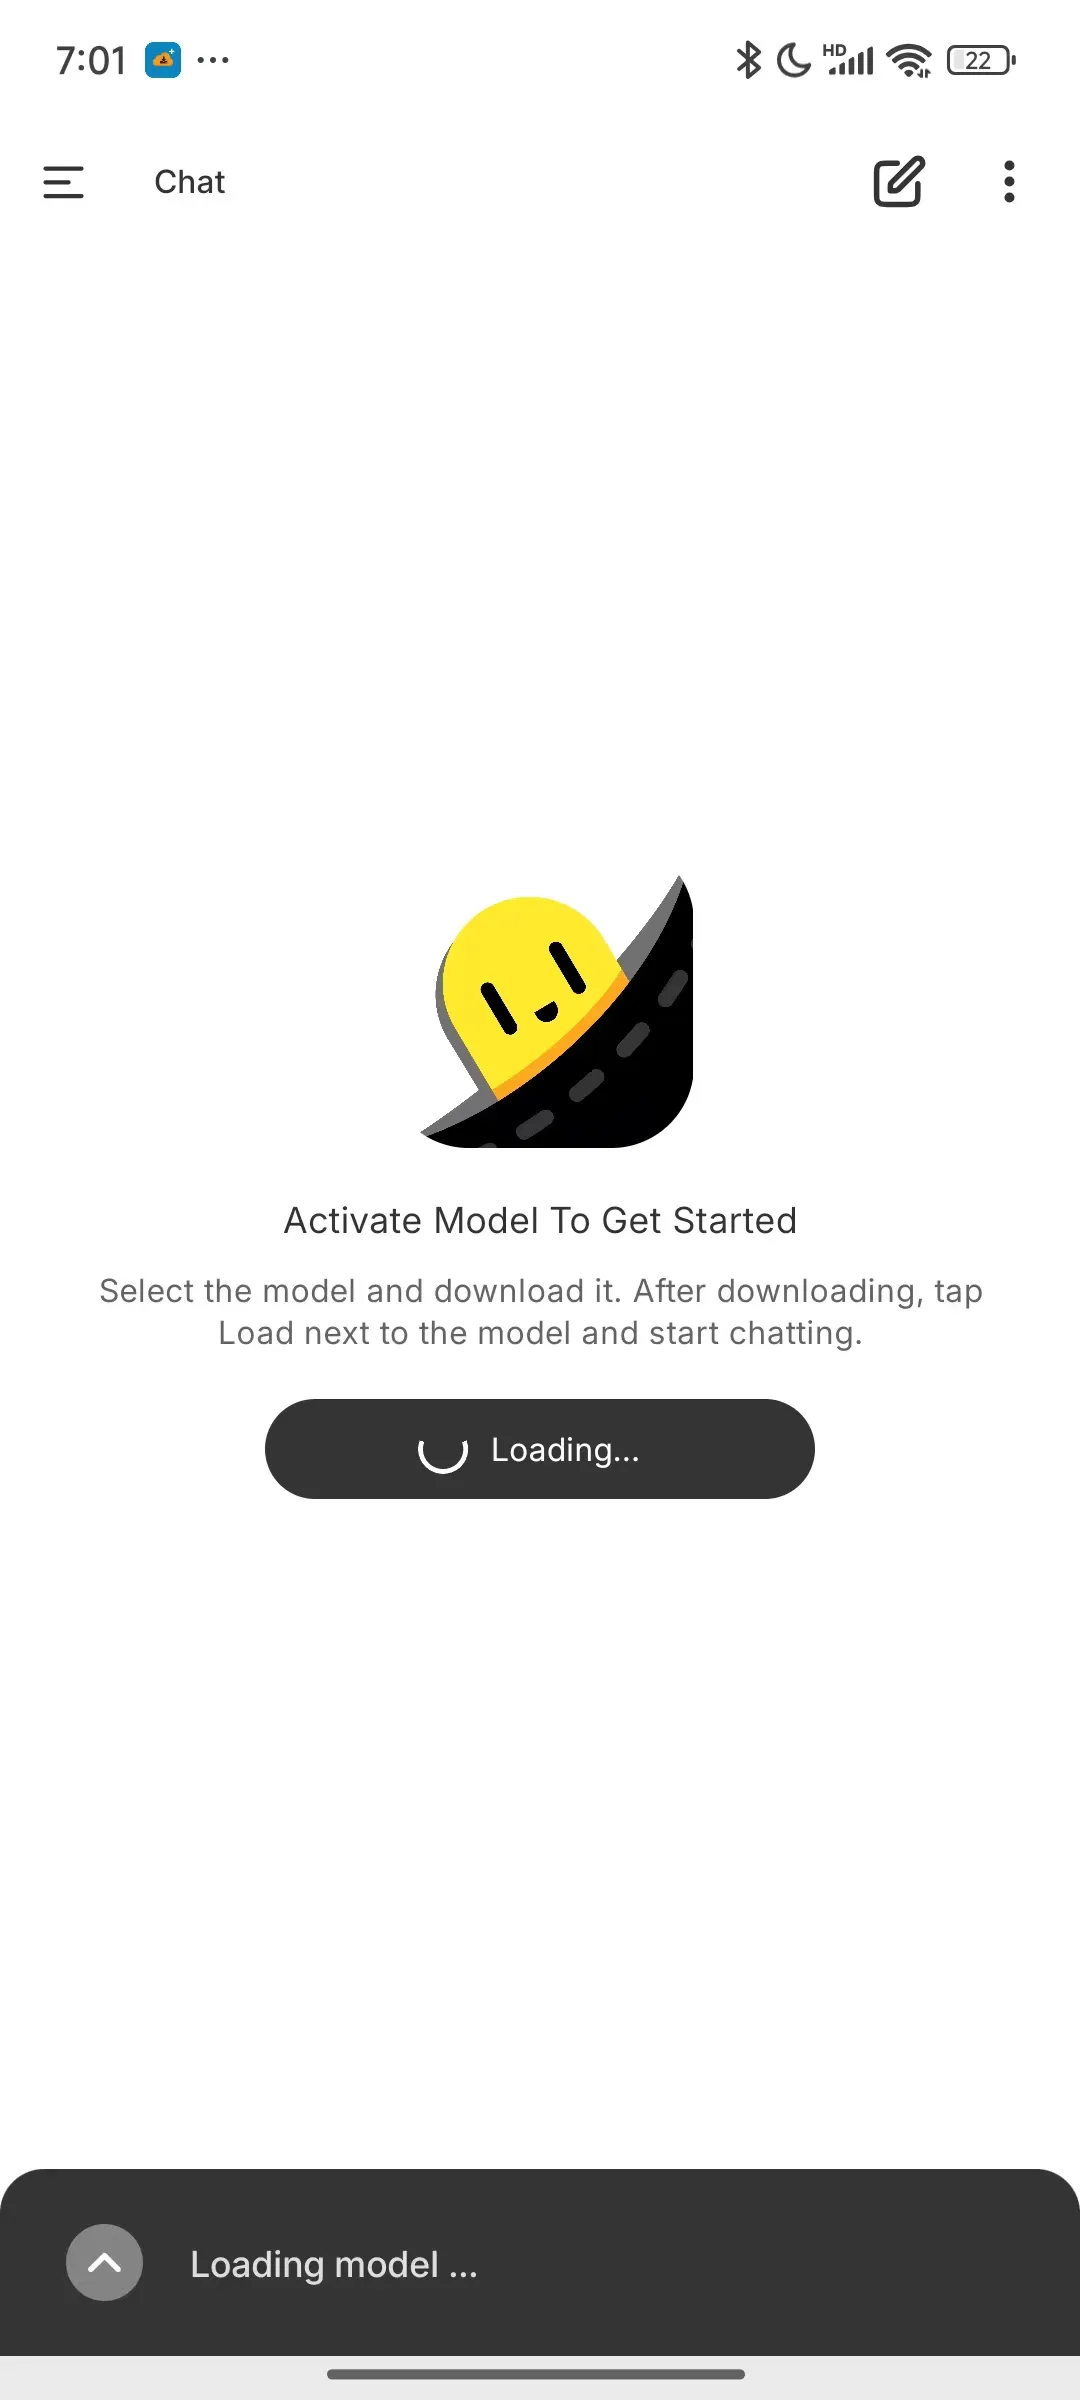 7:01 HD 22
Chat
Activate Model To Get Started
Select the model and download it. After downloading, tap
Load next to the model and start chatting.
Loading...
Loading model ...